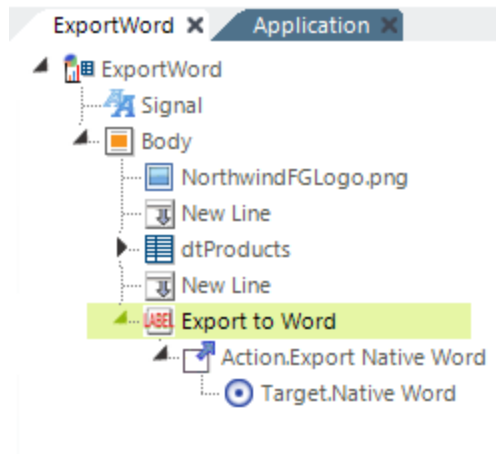 ExportWord Application
ExportWord
Signal
Body
NorthwindFGLogo.png
New Line
dtProducts
New Line
LABEL Export to Word
Action.Export Native Word
Target.Native Word